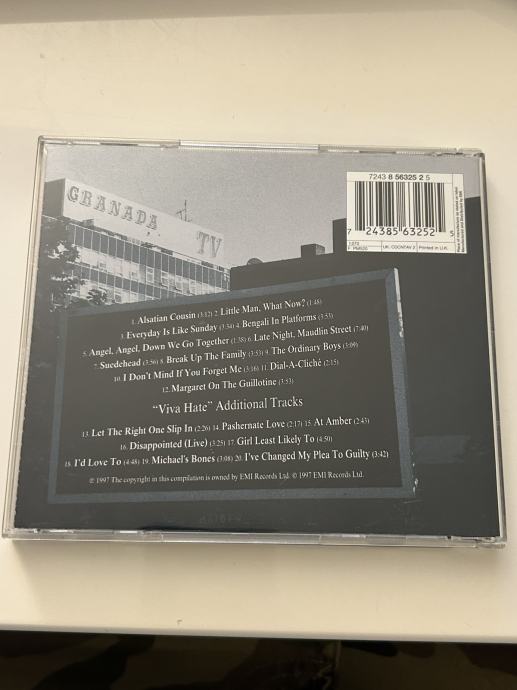 GRANADA TV
7243 8 56325 2 5
7 24385 63252 5
UK: CDCNTAV 2
Printed in U.K.
1. Alsatian Cousin (3:12) 2. Little Man, What Now? (1:48)
3. Everyday Is Like Sunday (3:34) 4. Bengali In Platforms (3:53)
5. Angel, Angel, Down We Go Together (1:38) 6. Late Night, Maudlin Street (7:40)
7. Suedehead (3:56) 8. Break Up The Family (3:53) 9. The Ordinary Boys (3:09)
10. I Don't Mind If You Forget Me (3:16) 11. Dial-A-Cliché (2:15)
12. Margaret On The Guillotine (3:53)
"Viva Hate" Additional Tracks
13. Let The Right One Slip In (2:26) 14. Pashernate Love (2:17) 15. At Amber (2:43)
16. Disappointed (Live) (3:25) 17. Girl Least Likely To (4:50)
18. I'd Love To (4:48) 19. Michael's Bones (3:08) 20. I've Changed My Plea To Guilty (3:42)
℗ 1997 The copyright in this compilation is owned by EMI Records Ltd. © 1997 EMI Records Ltd.